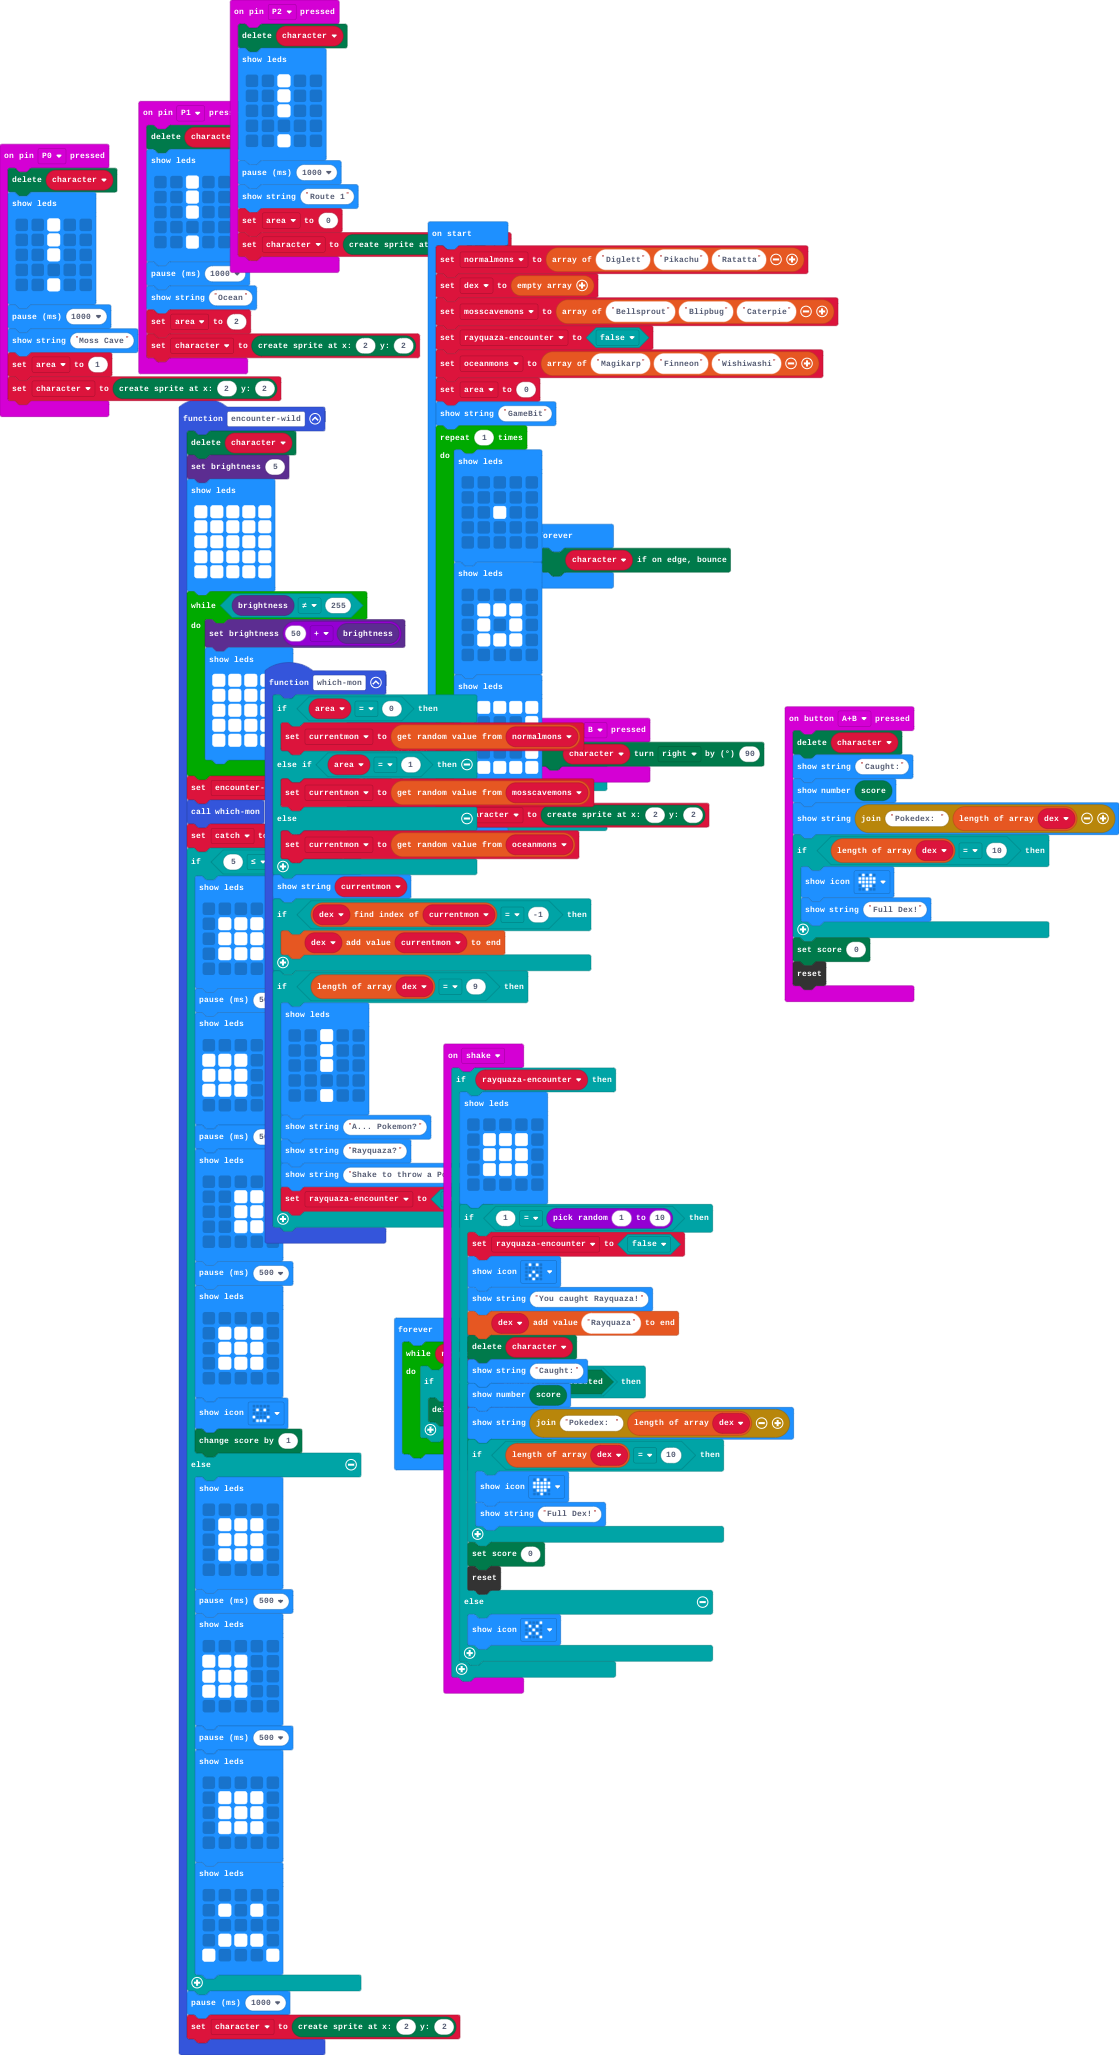 on pin P2 pressed
delete character
show leds
pause (ms) 1000
show string "Route 1"
set area to 0
set character to create sprite at
on pin P1 press
delete characte
show leds
pause (ms) 1000
show string "Ocean"
set area to 2
set character to create sprite at x: 2 y: 2
on pin P0 pressed
delete character
show leds
pause (ms) 1000
show string "Moss Cave"
set area to 1
set character to create sprite at x: 2 y: 2
on start
set normalmons to array of "Diglett" "Pikachu" "Ratatta"
set dex to empty array
set mosscavemons to array of "Bellsprout" "Blipbug" "Caterpie"
set rayquaza-encounter to false
set oceanmons to array of "Magikarp" "Finneon" "Wishiwashi"
set area to 0
show string "GameBit"
repeat 1 times
do show leds
show leds
show leds
create sprite at x: 2 y: 2
orever
character if on edge, bounce
B pressed
character turn right by (°) 90
function encounter-wild
delete character
set brightness 5
show leds
while brightness ≠ 255
do set brightness 50 + brightness
show leds
set encounter-
call which-mon
set catch to
if 5 ≤
show leds
pause (ms)
show leds
pause (ms)
show leds
pause (ms) 500
show leds
show icon
change score by 1
else
show leds
pause (ms) 500
show leds
pause (ms) 500
show leds
show leds
pause (ms) 1000
set character to create sprite at x: 2 y: 2
function which-mon
if area = 0 then
set currentmon to get random value from normalmons
else if area = 1 then
set currentmon to get random value from mosscavemons
else
set currentmon to get random value from oceanmons
show string currentmon
if dex find index of currentmon = -1 then
dex add value currentmon to end
if length of array dex = 9 then
show leds
show string "A... Pokemon?"
show string "Rayquaza?"
show string "Shake to throw a P
set rayquaza-encounter to
on button A+B pressed
delete character
show string "Caught:"
show number score
show string join "Pokedex: " length of array dex
if length of array dex = 10 then
show icon
show string "Full Dex!"
set score 0
reset
forever
while
do if then
on shake
if rayquaza-encounter then
show leds
if 1 = pick random 1 to 10 then
set rayquaza-encounter to false
show icon
show string "You caught Rayquaza!"
dex add value "Rayquaza" to end
delete character
show string "Caught:"
show number score
show string join "Pokedex: " length of array dex
if length of array dex = 10 then
show icon
show string "Full Dex!"
set score 0
reset
else
show icon